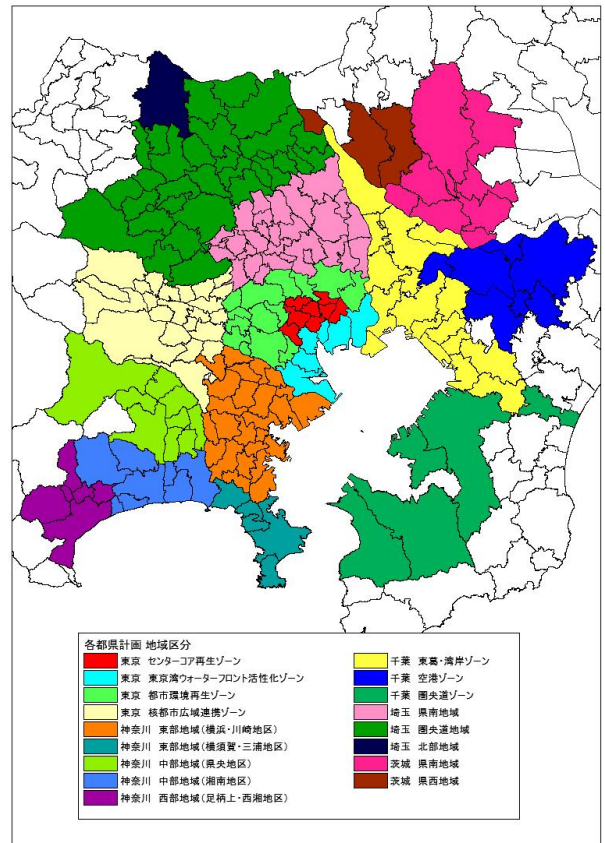 各都県計画 地域区分
東京 センターコア再生ゾーン
東京 東京湾ウォーターフロント活性化ゾーン
東京 都市環境再生ゾーン
東京 核都市広域連携ゾーン
神奈川 東部地域(横浜・川崎地区)
神奈川 東部地域(横須賀・三浦地区)
神奈川 中部地域(県央地区)
神奈川 中部地域(湘南地区)
神奈川 西部地域(足柄上・西湘地区)
千葉 東葛・湾岸ゾーン
千葉 空港ゾーン
千葉 圏央道ゾーン
埼玉 県南地域
埼玉 圏央道地域
埼玉 北部地域
茨城 県南地域
茨城 県西地域